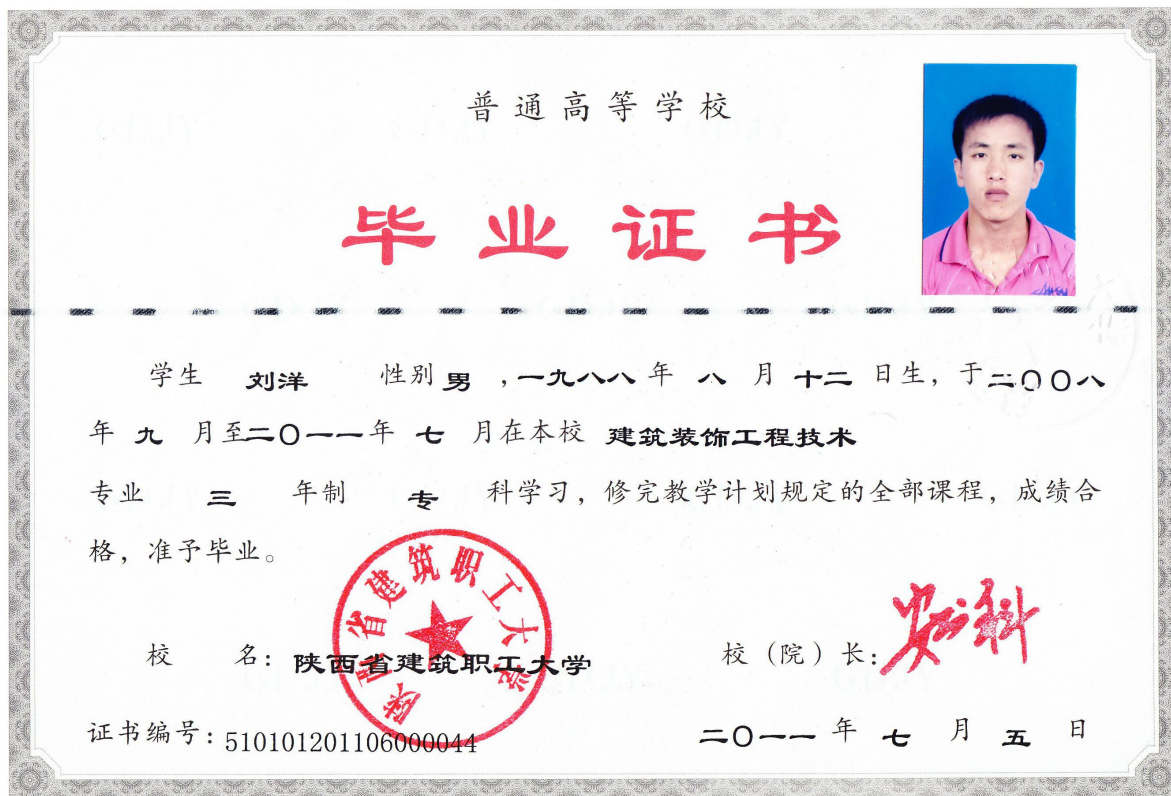 普通高等学校
毕业证书
学生 刘洋 性别 男 ,一九八八 年 八 月 十二 日生，于 二〇〇八
年 九 月至 二〇一一 年 七 月在本校 建筑装饰工程技术
专业 三 年制 专 科学习，修完教学计划规定的全部课程，成绩合
格，准予毕业。
陕西省建筑职工大学
校 名：陕西省建筑职工大学 校（院）长：
证书编号：510101201106000044 二〇一一 年 七 月 五 日